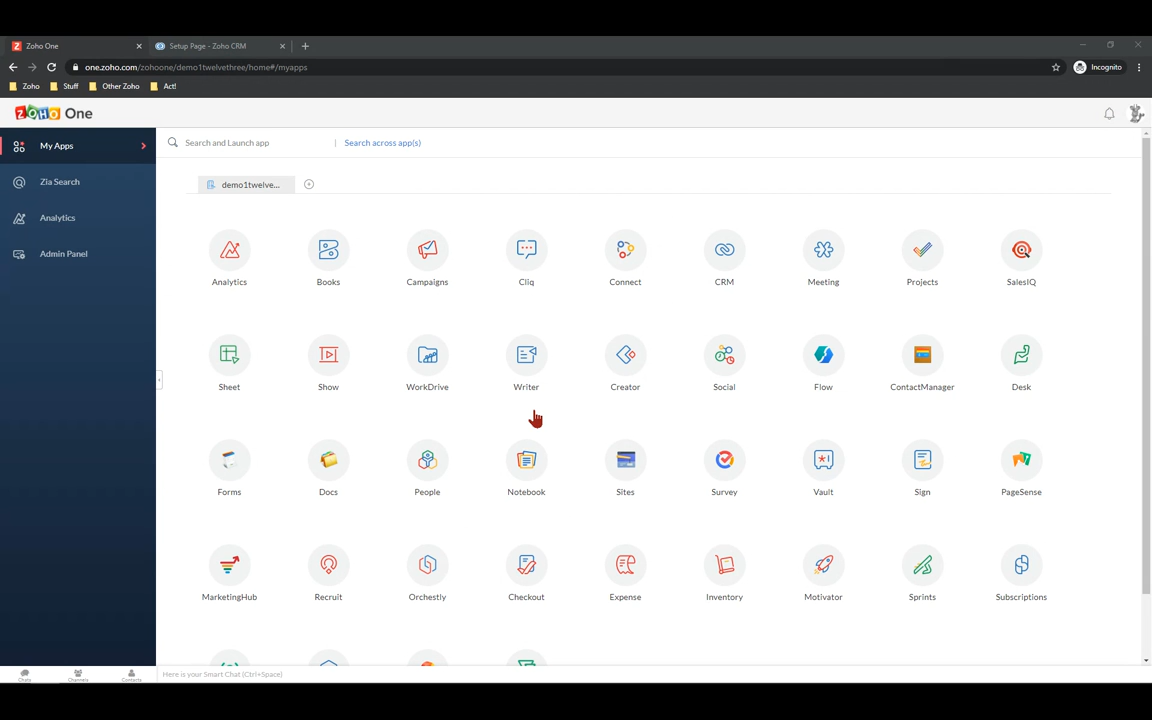 Zoho One
Setup Page - Zoho CRM
one.zoho.com/zohoone/demo1twelvethree/home#/myapps
Incognito
Zoho
Stuff
Other Zoho
Act!
ZOHO One
My Apps
Search and Launch app
Search across app(s)
Zia Search
demo1twelve...
Analytics
Admin Panel
Analytics
Books
Campaigns
Cliq
Connect
CRM
Meeting
Projects
SalesIQ
Sheet
Show
WorkDrive
Writer
Creator
Social
Flow
ContactManager
Desk
Forms
Docs
People
Notebook
Sites
Survey
Vault
Sign
PageSense
MarketingHub
Recruit
Orchestly
Checkout
Expense
Inventory
Motivator
Sprints
Subscriptions
Chats
Channels
Contacts
Here is your Smart Chat (Ctrl+Space)